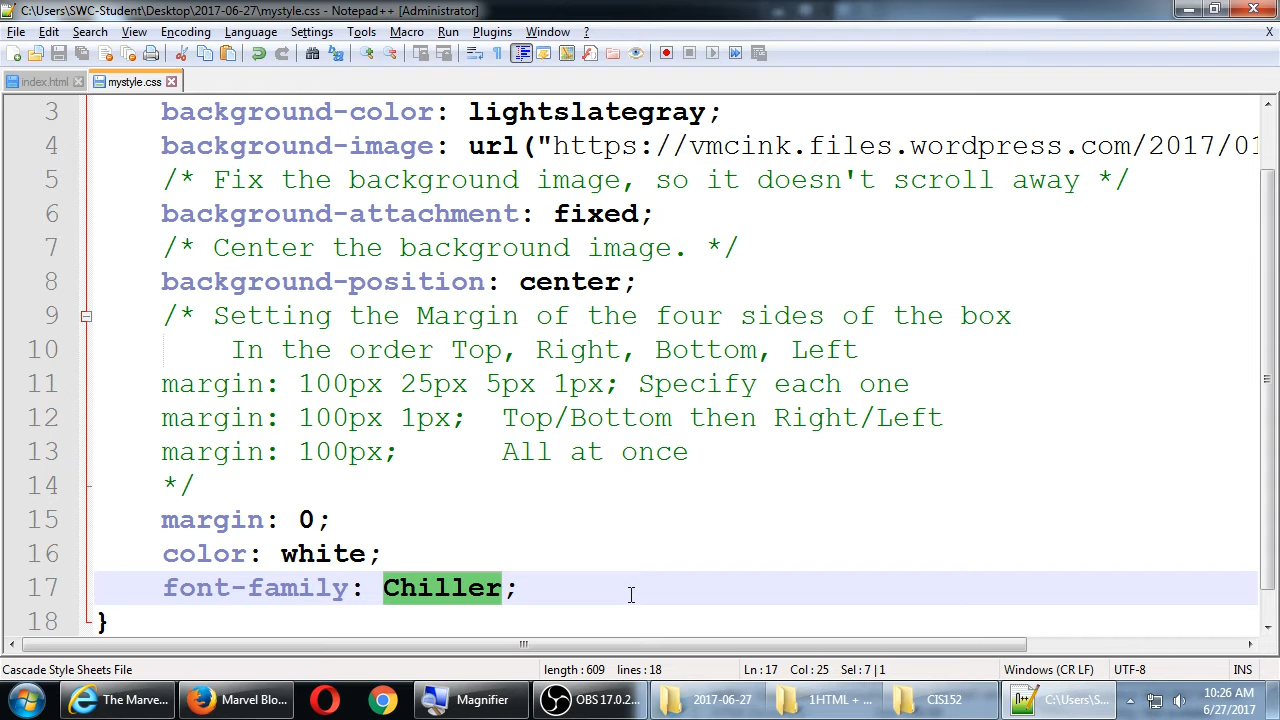 C:\Users\SWC-Student\Desktop\2017-06-27\mystyle.css - Notepad++ [Administrator]
File Edit Search View Encoding Language Settings Tools Macro Run Plugins Window ? X
index.html mystyle.css
3 background-color: lightslategray;
4 background-image: url("https://vmcink.files.wordpress.com/2017/01
5 /* Fix the background image, so it doesn't scroll away */
6 background-attachment: fixed;
7 /* Center the background image. */
8 background-position: center;
9 /* Setting the Margin of the four sides of the box
10 In the order Top, Right, Bottom, Left
11 margin: 100px 25px 5px 1px; Specify each one
12 margin: 100px 1px; Top/Bottom then Right/Left
13 margin: 100px; All at once
14 */
15 margin: 0;
16 color: white;
17 font-family: Chiller;
18 }
Cascade Style Sheets File length : 609 lines : 18 Ln : 17 Col : 25 Sel : 7 | 1 Windows (CR LF) UTF-8 INS
The Marve... Marvel Blo... Magnifier OBS 17.0.2... 2017-06-27 1HTML + ... CIS152 C:\Users\S... 10:26 AM
6/27/2017